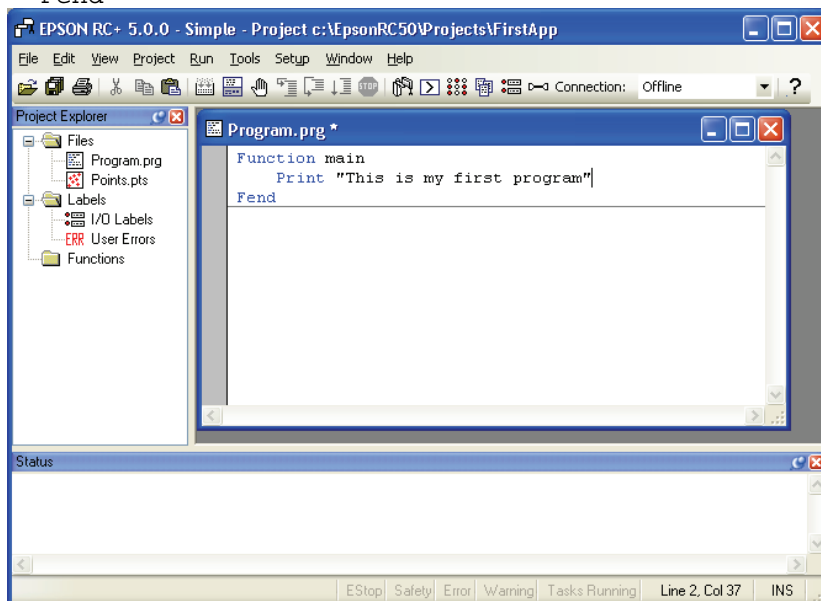 Fend
EPSON RC+ 5.0.0 - Simple - Project c:\EpsonRC50\Projects\FirstApp
File Edit View Project Run Tools Setup Window Help
STOP Connection: Offline ?
Project Explorer
Files
Program.prg
Points.pts
Labels
I/O Labels
ERR User Errors
Functions
Program.prg *
Function main
Print "This is my first program"
Fend
Status
EStop Safety Error Warning Tasks Running Line 2, Col 37 INS